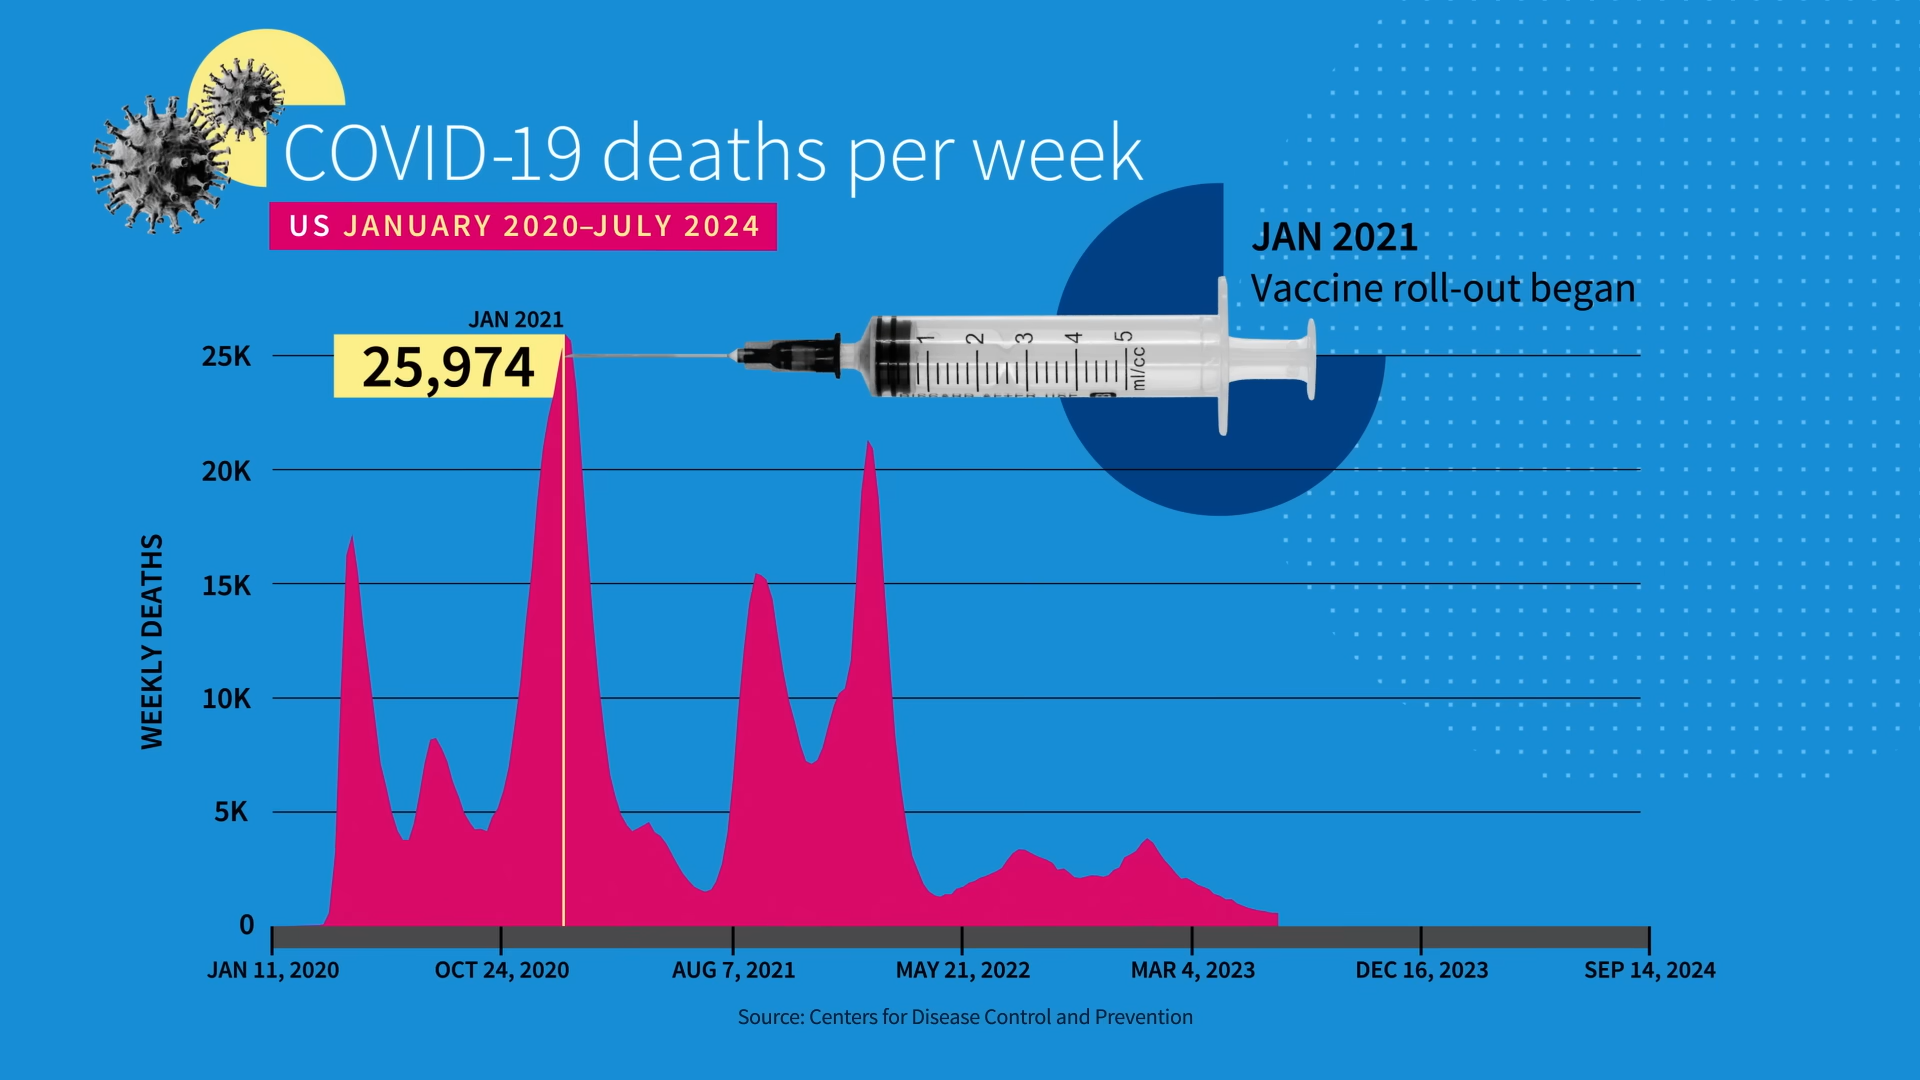 COVID-19 deaths per week
US JANUARY 2020–JULY 2024
JAN 2021
Vaccine roll-out began
JAN 2021
25,974
1 2 3 4 5
ml/cc
25K
20K
15K
10K
5K
0
WEEKLY DEATHS
JAN 11, 2020
OCT 24, 2020
AUG 7, 2021
MAY 21, 2022
MAR 4, 2023
DEC 16, 2023
SEP 14, 2024
Source: Centers for Disease Control and Prevention